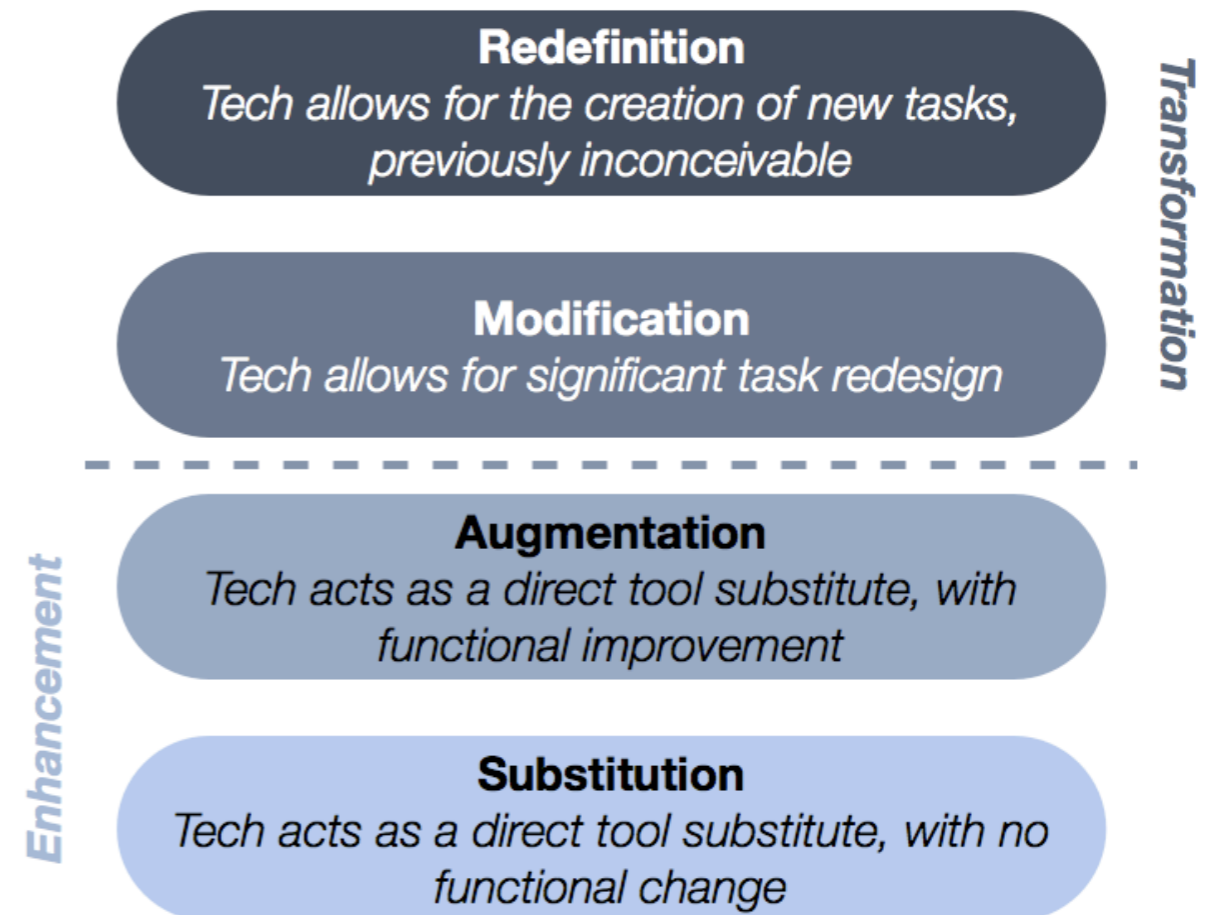 Redefinition
Tech allows for the creation of new tasks,
previously inconceivable
Transformation
Modification
Tech allows for significant task redesign
Augmentation
Tech acts as a direct tool substitute, with
functional improvement
Enhancement
Substitution
Tech acts as a direct tool substitute, with no
functional change